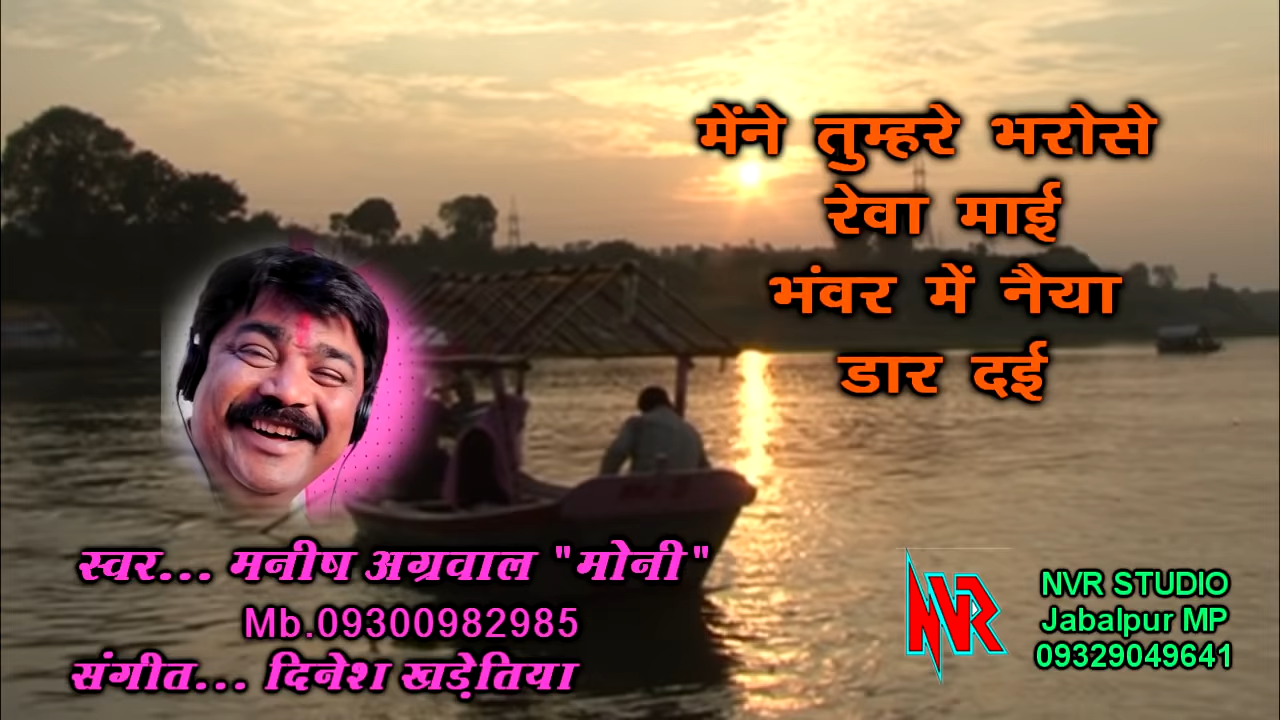 मेंने तुम्हरे भरोसे
रेवा माई
भंवर में नैया
डार दई
स्वर... मनीष अग्रवाल "मोनी"
Mb.09300982985
संगीत... दिनेश खड़ेतिया
NVR
NVR STUDIO
Jabalpur MP
09329049641